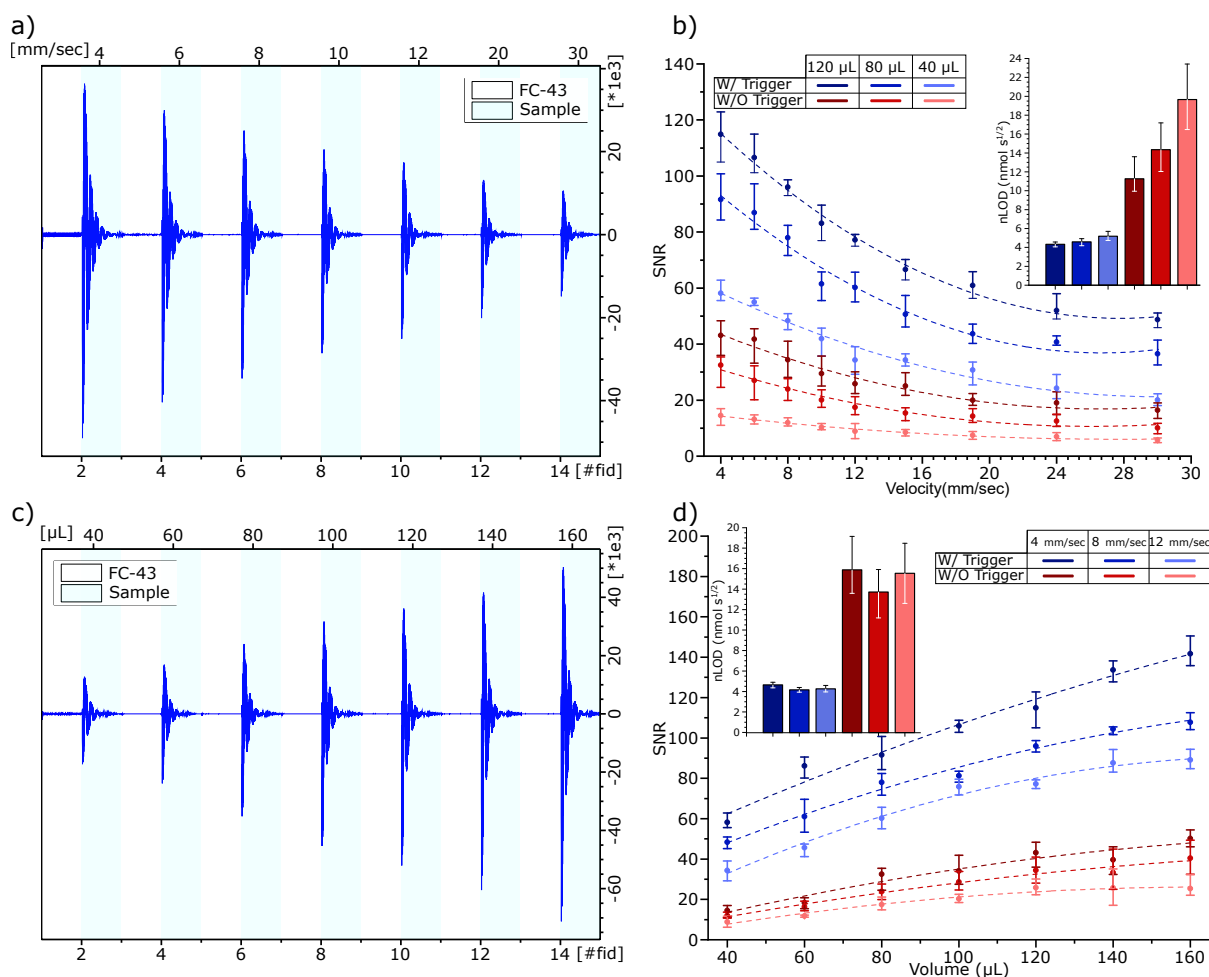 a)
[mm/sec] 4 6 8 10 12 20 30
[*1e3]
FC-43
Sample
20
0
-20
-40
2 4 6 8 10 12 14 [#fid]
b)
120 µL 80 µL 40 µL
W/ Trigger
W/O Trigger
SNR
140
120
100
80
60
40
20
0
4 8 12 16 20 24 28 30
Velocity(mm/sec)
nLOD (nmol s^1/2)
24
22
20
18
16
14
12
10
8
6
4
2
0
c)
[µL] 40 60 80 100 120 140 160
[*1e3]
FC-43
Sample
40
20
0
-20
-40
-60
2 4 6 8 10 12 14 [#fid]
d)
4 mm/sec 8 mm/sec 12 mm/sec
W/ Trigger
W/O Trigger
SNR
200
180
160
140
120
100
80
60
40
20
0
40 60 80 100 120 140 160
Volume (µL)
nLOD (nmol s^1/2)
20
18
16
14
12
10
8
6
4
2
0